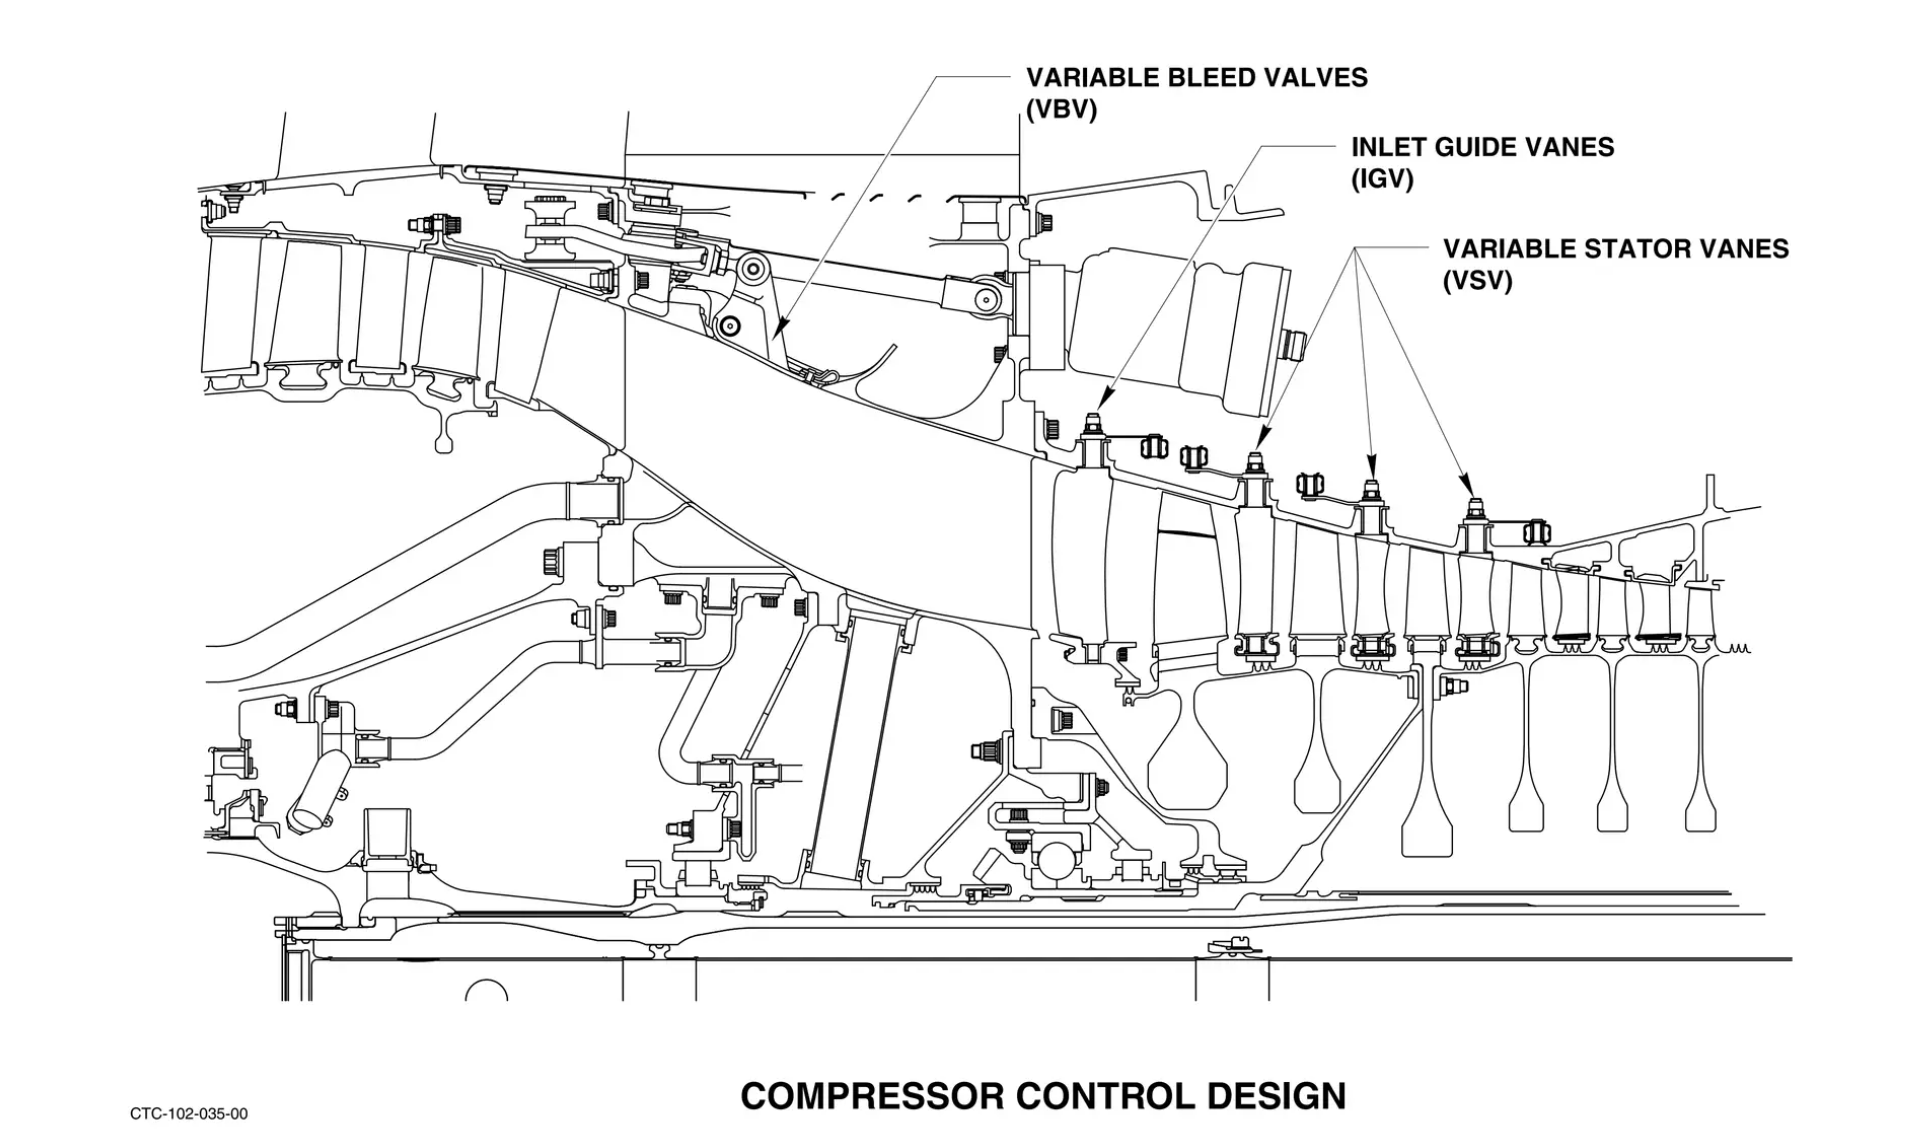 VARIABLE BLEED VALVES
(VBV)
INLET GUIDE VANES
(IGV)
VARIABLE STATOR VANES
(VSV)
COMPRESSOR CONTROL DESIGN
CTC-102-035-00